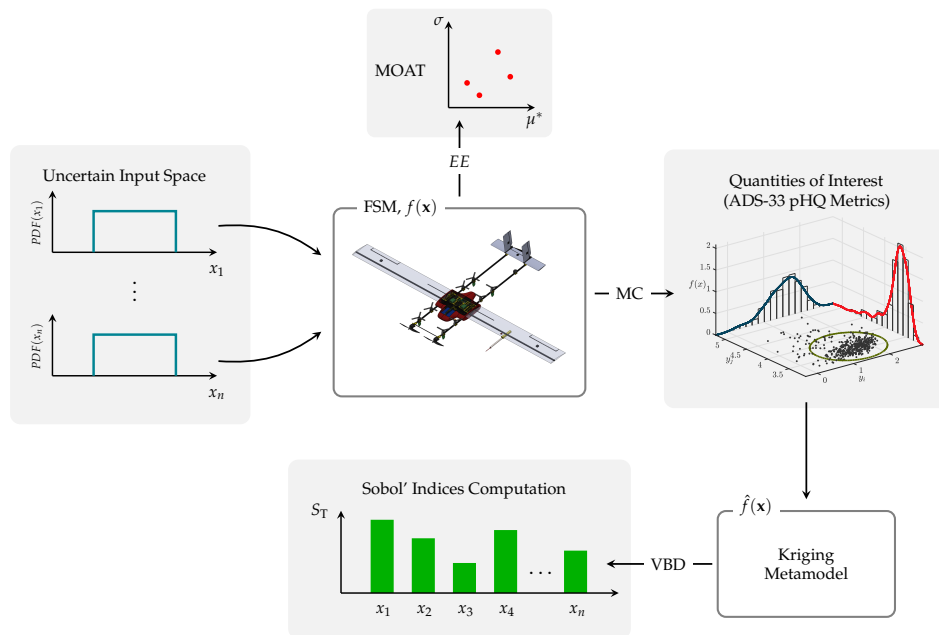 σ
MOAT
μ*
EE
Uncertain Input Space
PDF(x₁)
x₁
⋮
PDF(xₙ)
xₙ
FSM, f(𝐱)
MC
Quantities of Interest
(ADS-33 pHQ Metrics)
2
1.5
1
f(x)
0.5
0
5
4.5
4
3.5
yⱼ
0
1
2
yᵢ
f̂(𝐱)
Kriging
Metamodel
VBD
Sobol’ Indices Computation
S_T
...
x₁ x₂ x₃ x₄ xₙ